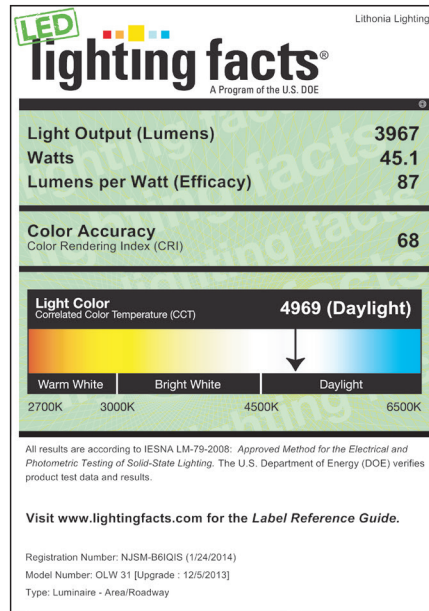 Lithonia Lighting
LED
lighting facts®
A Program of the U.S. DOE
Light Output (Lumens) 3967
Watts 45.1
Lumens per Watt (Efficacy) 87
Color Accuracy
Color Rendering Index (CRI) 68
Light Color
Correlated Color Temperature (CCT) 4969 (Daylight)
Warm White Bright White Daylight
2700K 3000K 4500K 6500K
All results are according to IESNA LM-79-2008: Approved Method for the Electrical and
Photometric Testing of Solid-State Lighting. The U.S. Department of Energy (DOE) verifies
product test data and results.
Visit www.lightingfacts.com for the Label Reference Guide.
Registration Number: NJSM-B6IQIS (1/24/2014)
Model Number: OLW 31 [Upgrade : 12/5/2013]
Type: Luminaire - Area/Roadway